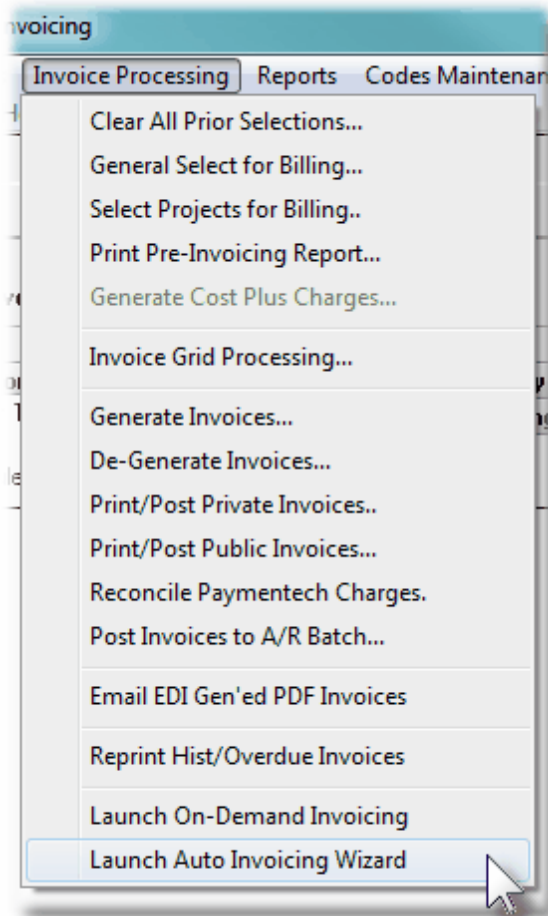 nvoicing
Invoice Processing Reports Codes
Clear All Prior Selections...
General Select for Billing...
Select Projects for Billing..
Print Pre-Invoicing Report...
Generate Cost Plus Charges...
Invoice Grid Processing...
Generate Invoices...
De-Generate Invoices...
Print/Post Private Invoices..
Print/Post Public Invoices...
Reconcile Paymentech Charges.
Post Invoices to A/R Batch...
Email EDI Gen'ed PDF Invoices
Reprint Hist/Overdue Invoices
Launch On-Demand Invoicing
Launch Auto Invoicing Wizard